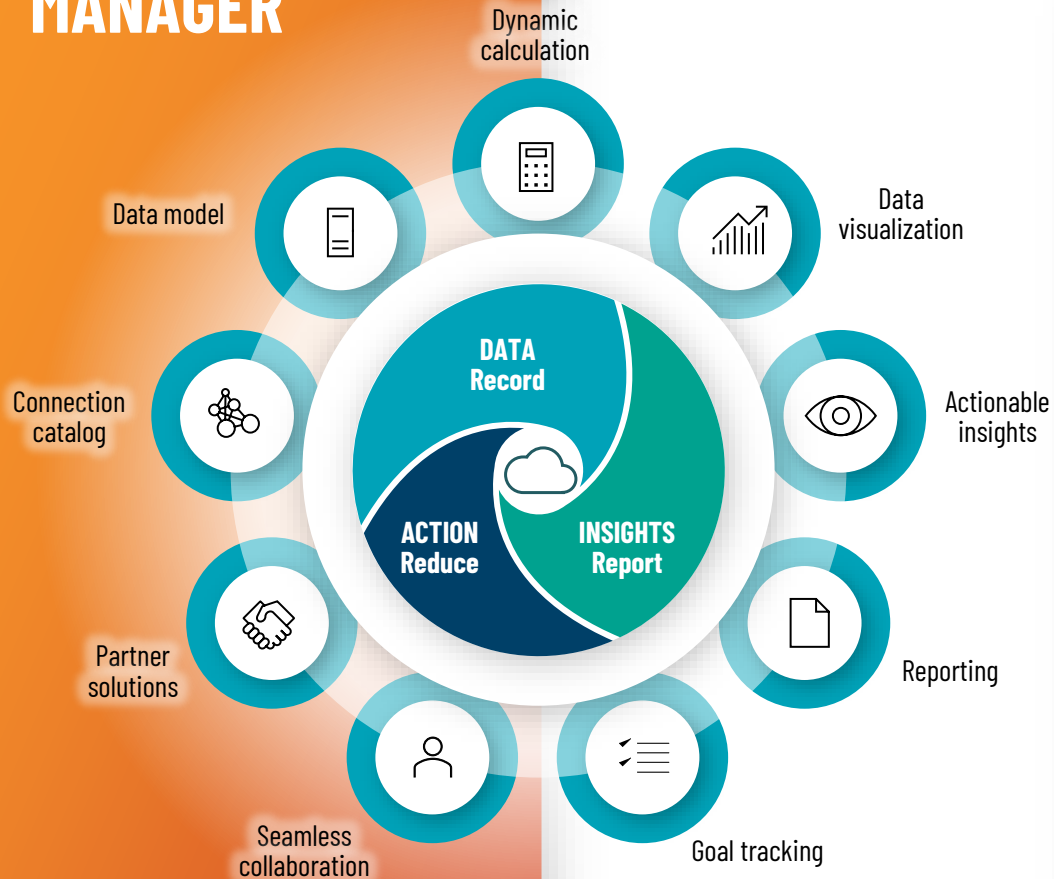 MANAGER
Dynamic
calculation
Data model
Data
visualization
DATA
Record
Connection
catalog
Actionable
insights
ACTION
Reduce
INSIGHTS
Report
Partner
solutions
Reporting
Seamless
collaboration
Goal tracking